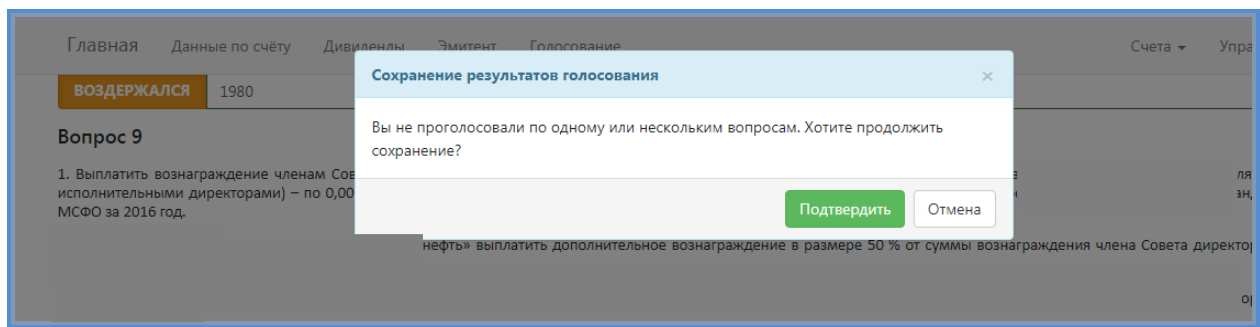 Главная Данные по счёту Дивиденды Эмитент Голосование Счета
Сохранение результатов голосования ×
ВОЗДЕРЖАЛСЯ 1980
Вы не проголосовали по одному или нескольким вопросам. Хотите продолжить
сохранение?
Вопрос 9
1. Выплатить вознаграждение членам
исполнительными директорами) – по 0,00
МСФО за 2016 год.
Подтвердить Отмена
нефть» выплатить дополнительное вознаграждение в размере 50 % от суммы вознаграждения члена Совета